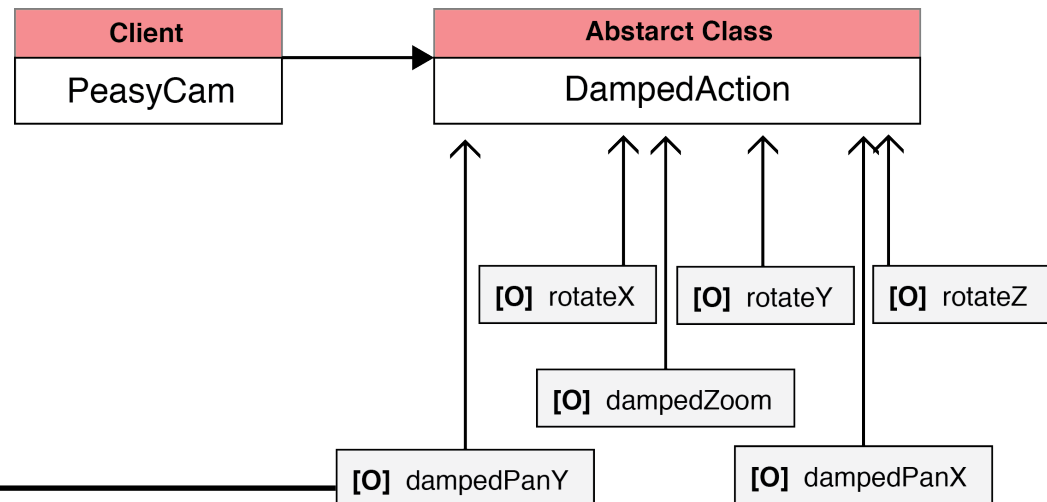 Client
PeasyCam
Abstarct Class
DampedAction
[O] rotateX
[O] rotateY
[O] rotateZ
[O] dampedZoom
[O] dampedPanY
[O] dampedPanX